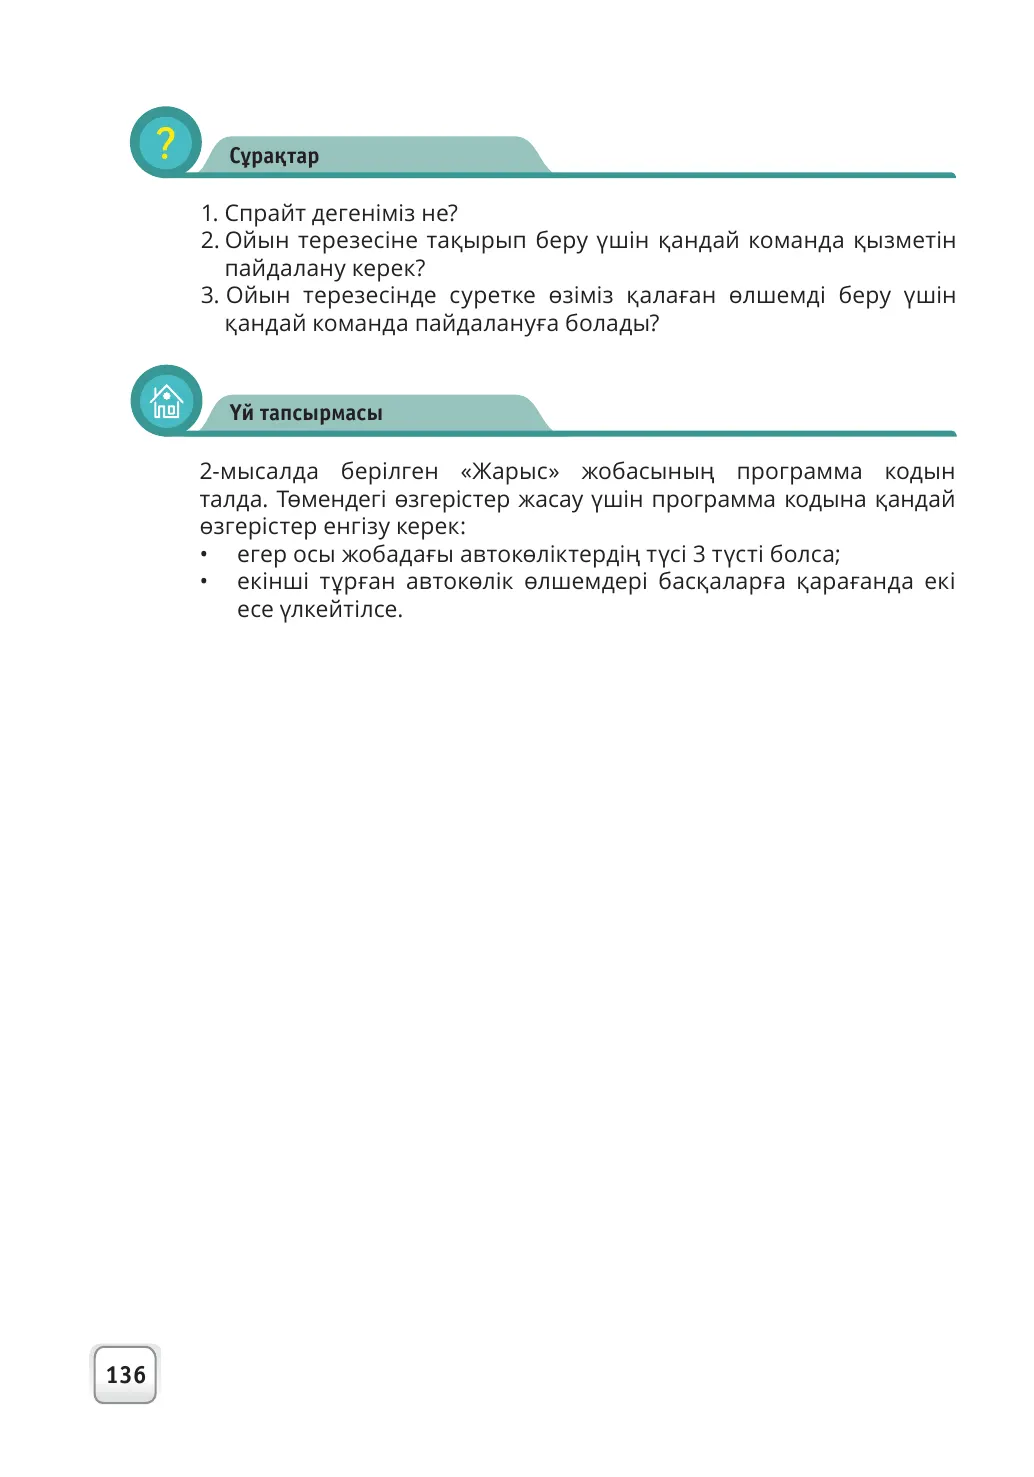 ?
Сұрақтар
1. Спрайт дегеніміз не?
2. Ойын терезесіне тақырып беру үшін қандай команда қызметін
пайдалану керек?
3. Ойын терезесінде суретке өзіміз қалаған өлшемді беру үшін
қандай команда пайдалануға болады?
Үй тапсырмасы
2-мысалда берілген «Жарыс» жобасының программа кодын
талда. Төмендегі өзгерістер жасау үшін программа кодына қандай
өзгерістер енгізу керек:
• егер осы жобадағы автокөліктердің түсі 3 түсті болса;
• екінші тұрған автокөлік өлшемдері басқаларға қарағанда екі
есе үлкейтілсе.
136